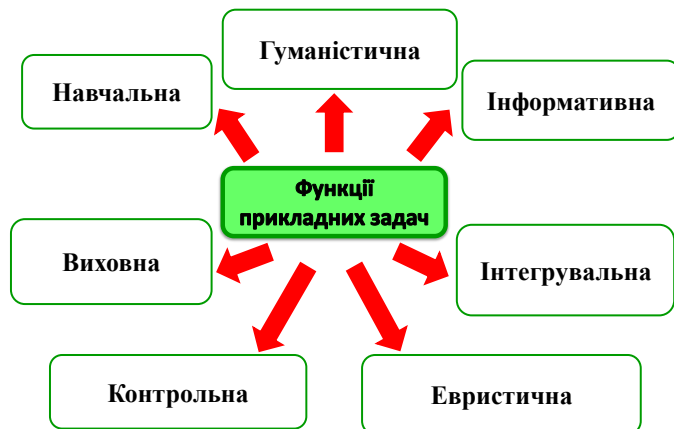 Гуманістична
Навчальна
Інформативна
Функції
прикладних задач
Виховна
Інтегрувальна
Контрольна
Евристична